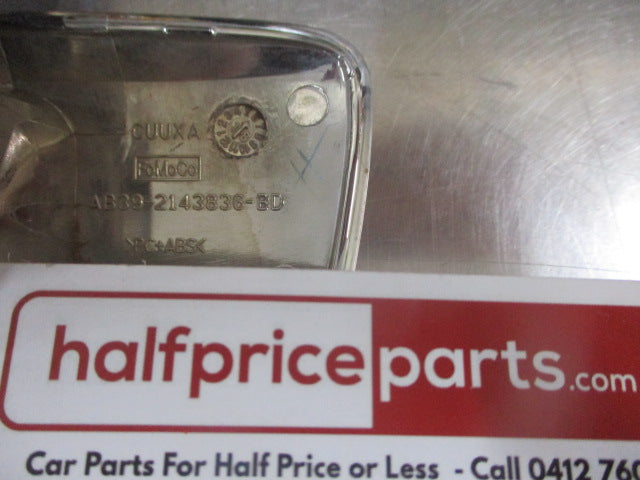 CUUXA
FoMoCo
AB39-2143836-BD
>PC+ABS<
halfpriceparts.com
Car Parts For Half Price or Less - Call 0412 760